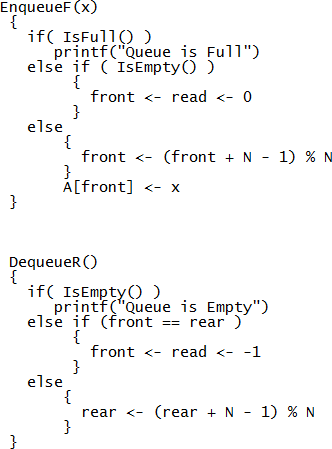 EnqueueF(x)
{
if( IsFull() )
printf("Queue is Full")
else if ( IsEmpty() )
{
front <- read <- 0
}
else
{
front <- (front + N - 1) % N
}
A[front] <- x
}
DequeueR()
{
if( IsEmpty() )
printf("Queue is Empty")
else if (front == rear )
{
front <- read <- -1
}
else
{
rear <- (rear + N - 1) % N
}
}